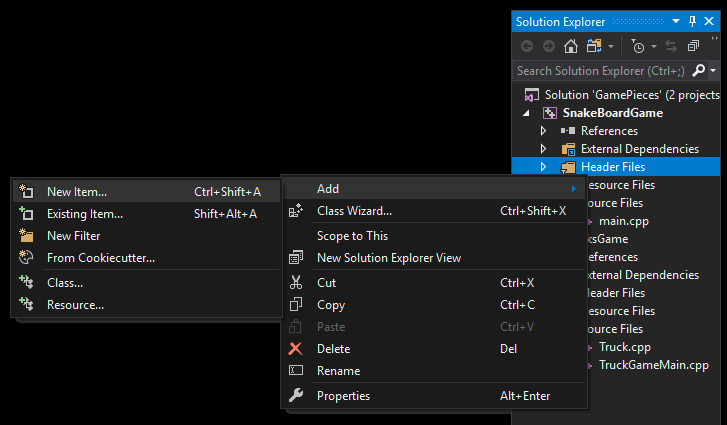 Solution Explorer
Search Solution Explorer (Ctrl+;)
Solution 'GamePieces' (2 projects
SnakeBoardGame
References
External Dependencies
Header Files
esource Files
ource Files
main.cpp
ksGame
eferences
xternal Dependencies
Header Files
esource Files
ource Files
Truck.cpp
TruckGameMain.cpp
Add
Class Wizard... Ctrl+Shift+X
Scope to This
New Solution Explorer View
Cut Ctrl+X
Copy Ctrl+C
Paste Ctrl+V
Delete Del
Rename
Properties Alt+Enter
New Item... Ctrl+Shift+A
Existing Item... Shift+Alt+A
New Filter
From Cookiecutter...
Class...
Resource...